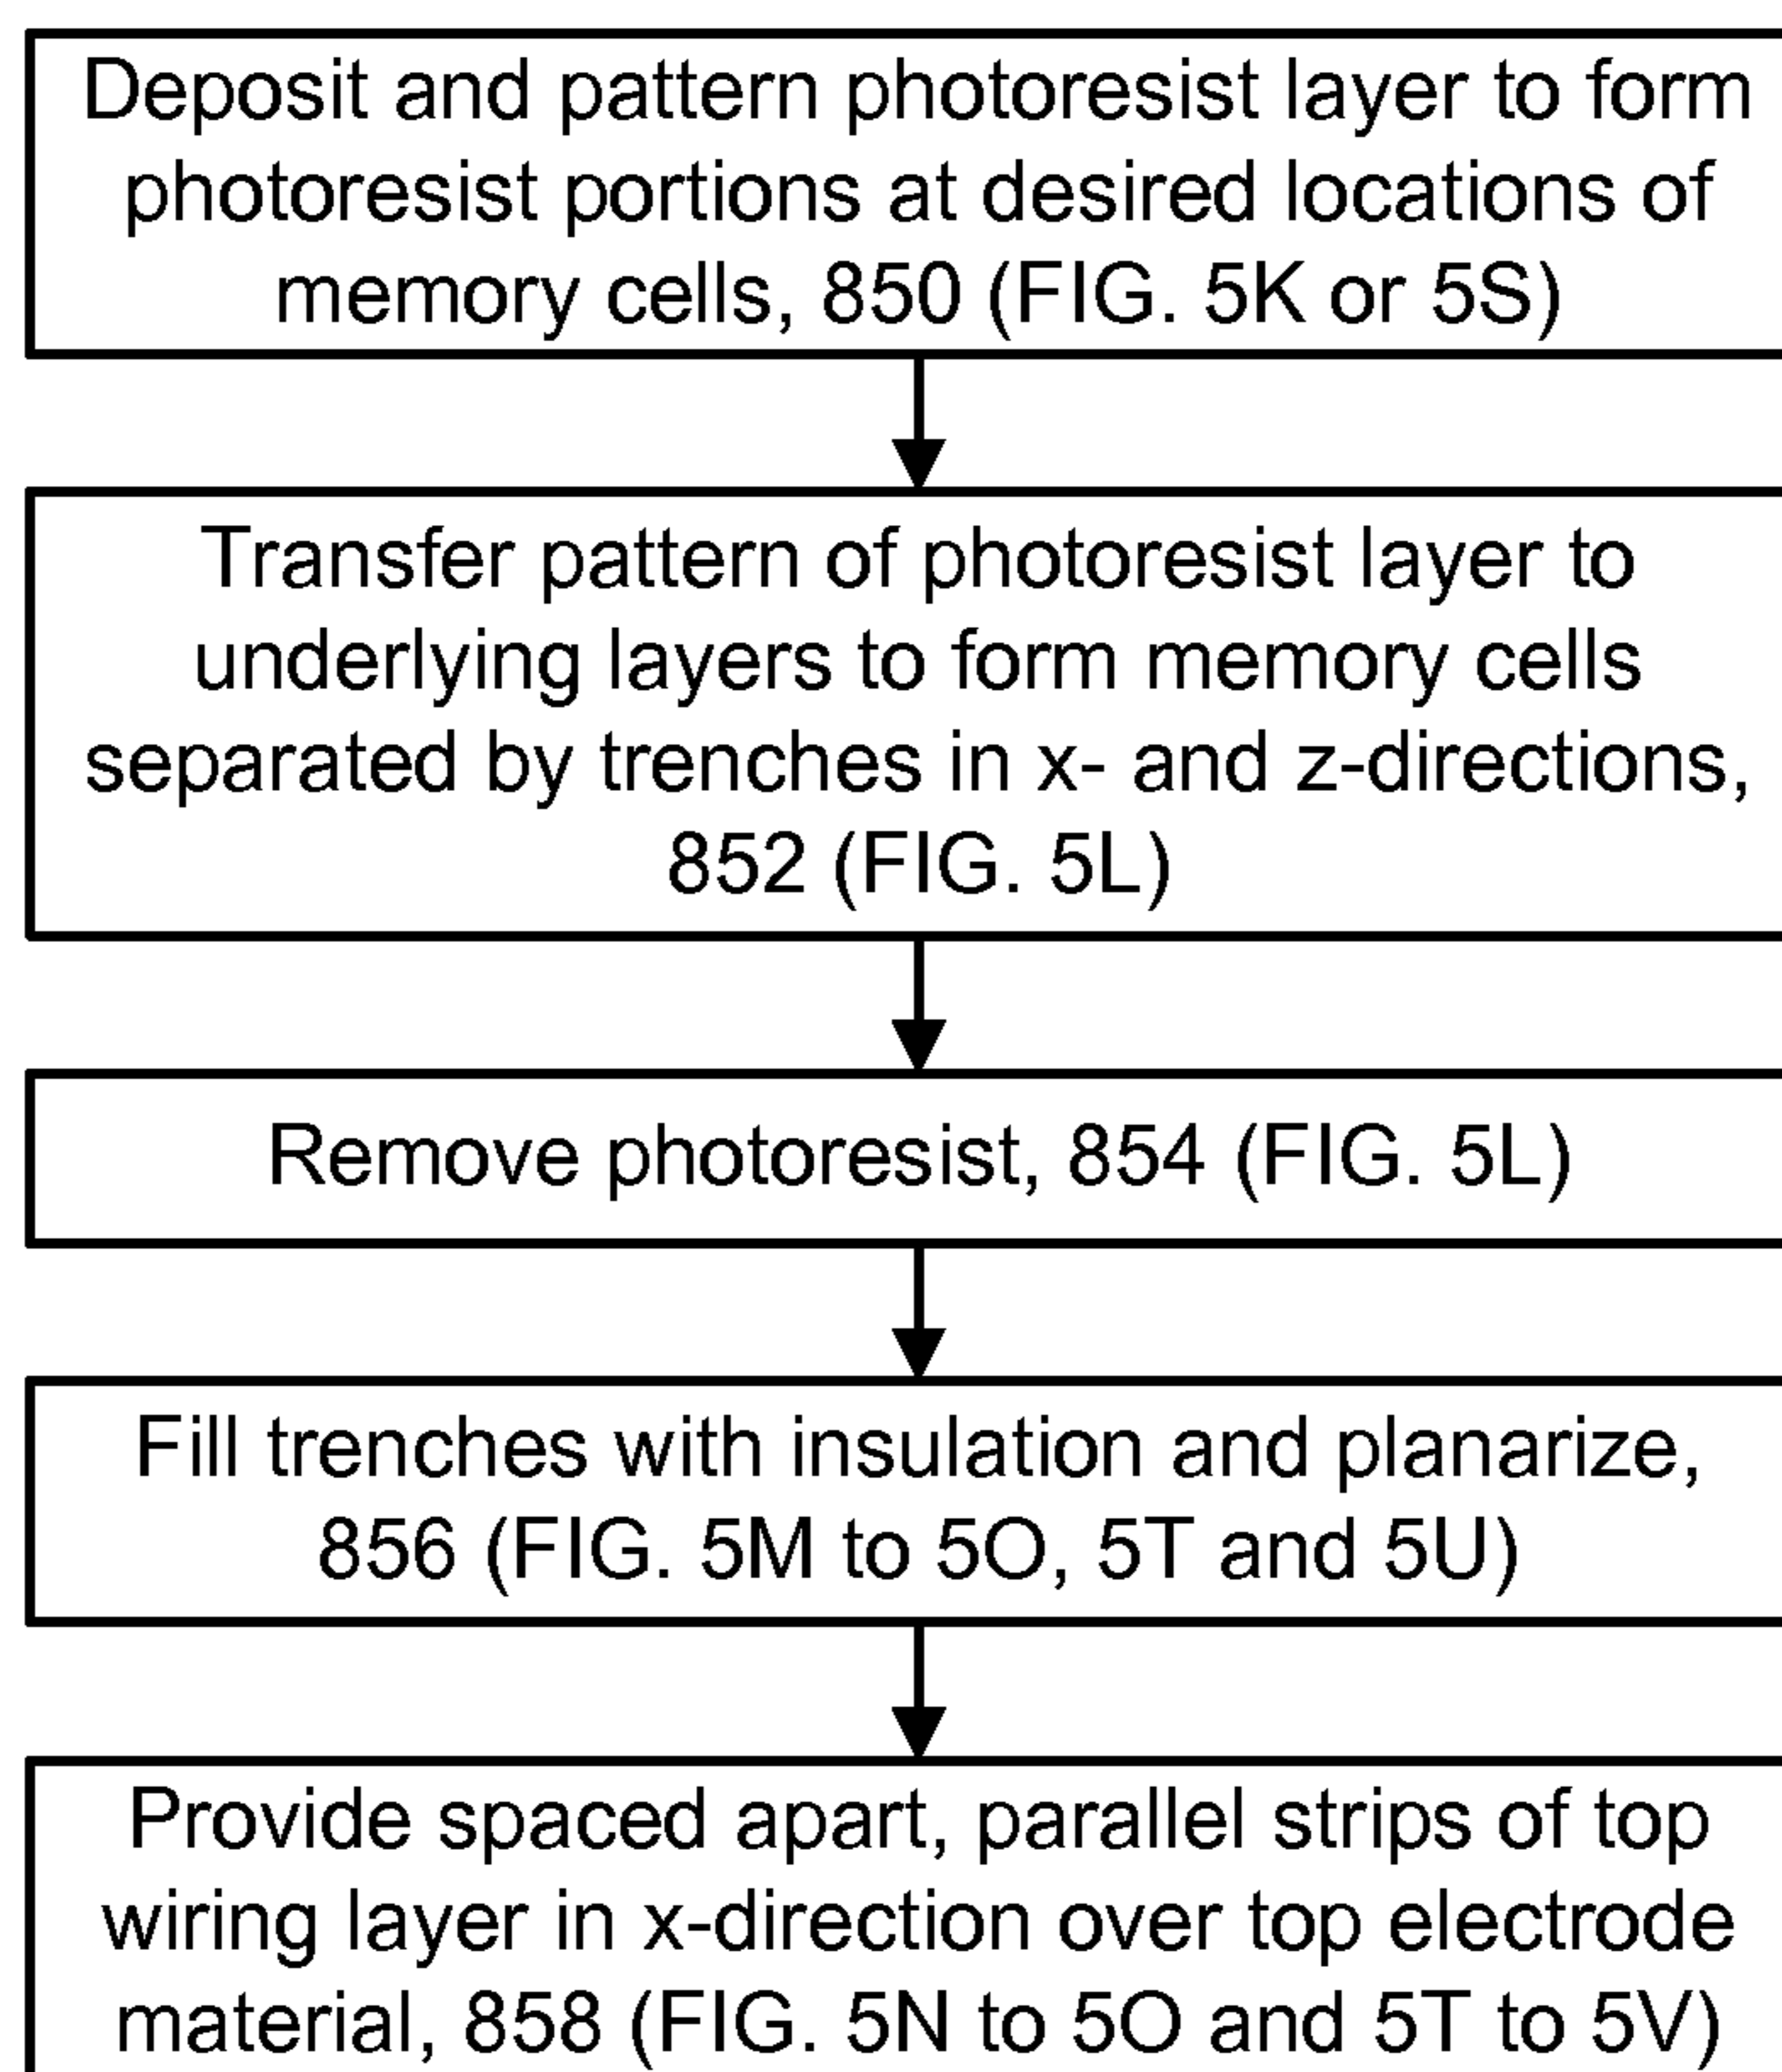 Deposit and pattern photoresist layer to form
photoresist portions at desired locations of
memory cells, 850 (FIG. 5K or 5S)
Transfer pattern of photoresist layer to
underlying layers to form memory cells
separated by trenches in x- and z-directions,
852 (FIG. 5L)
Remove photoresist, 854 (FIG. 5L)
Fill trenches with insulation and planarize,
856 (FIG. 5M to 5O, 5T and 5U)
Provide spaced apart, parallel strips of top
wiring layer in x-direction over top electrode
material, 858 (FIG. 5N to 5O and 5T to 5V)